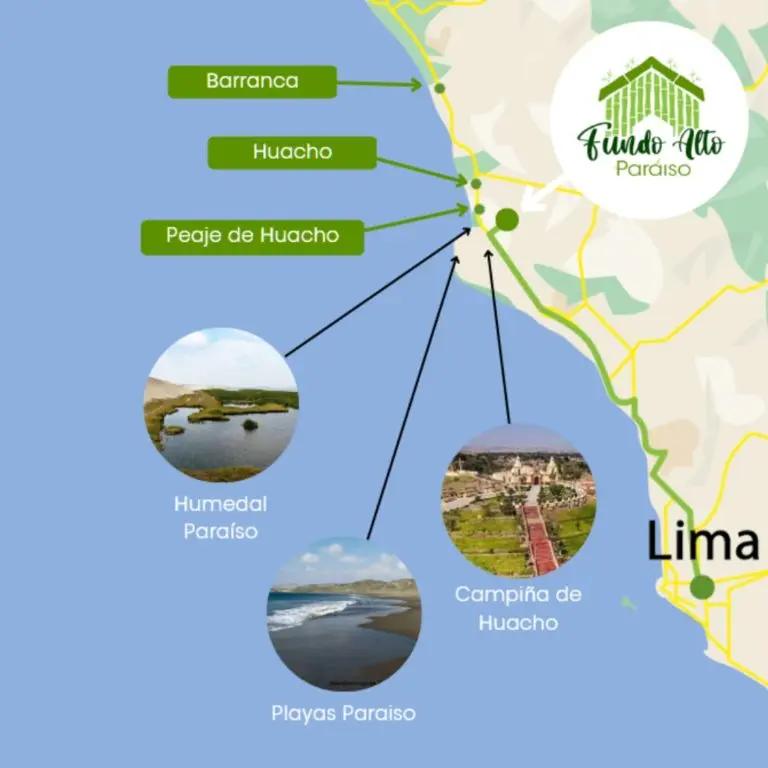 Barranca
Huacho
Peaje de Huacho
Fundo Alto
Paraíso
Humedal
Paraíso
Playas Paraiso
Campiña de
Huacho
Lima